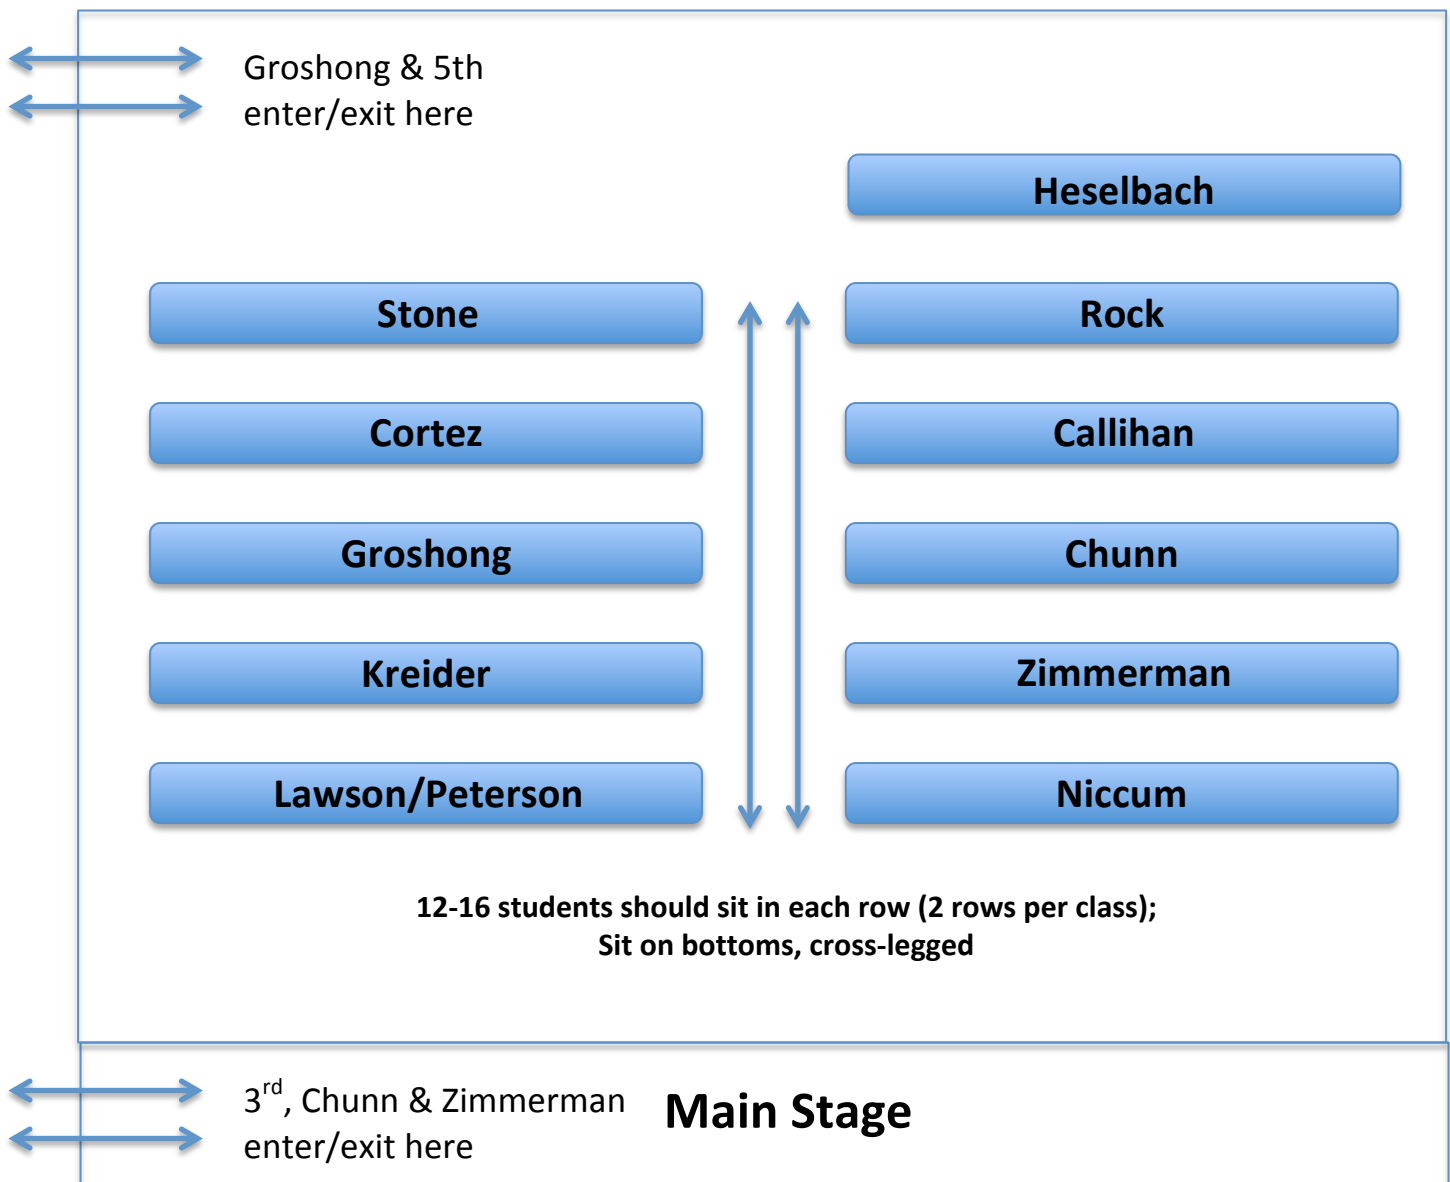 Groshong & 5th
enter/exit here
Heselbach
Stone
Rock
Cortez
Callihan
Groshong
Chunn
Kreider
Zimmerman
Lawson/Peterson
Niccum
12-16 students should sit in each row (2 rows per class);
Sit on bottoms, cross-legged
3rd, Chunn & Zimmerman
enter/exit here
Main Stage